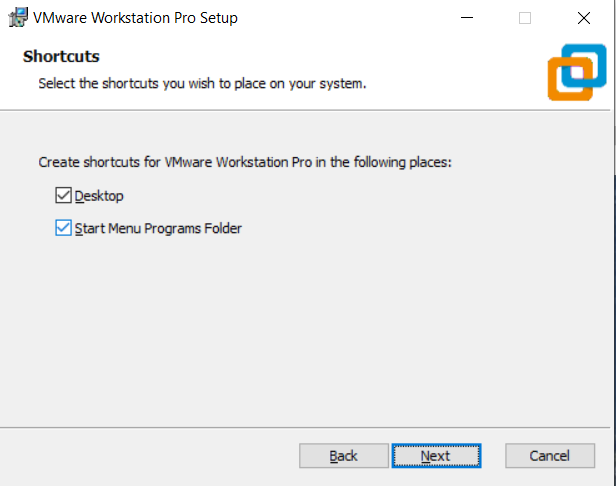 VMware Workstation Pro Setup
Shortcuts
Select the shortcuts you wish to place on your system.
Create shortcuts for VMware Workstation Pro in the following places:
Desktop
Start Menu Programs Folder
Back Next Cancel